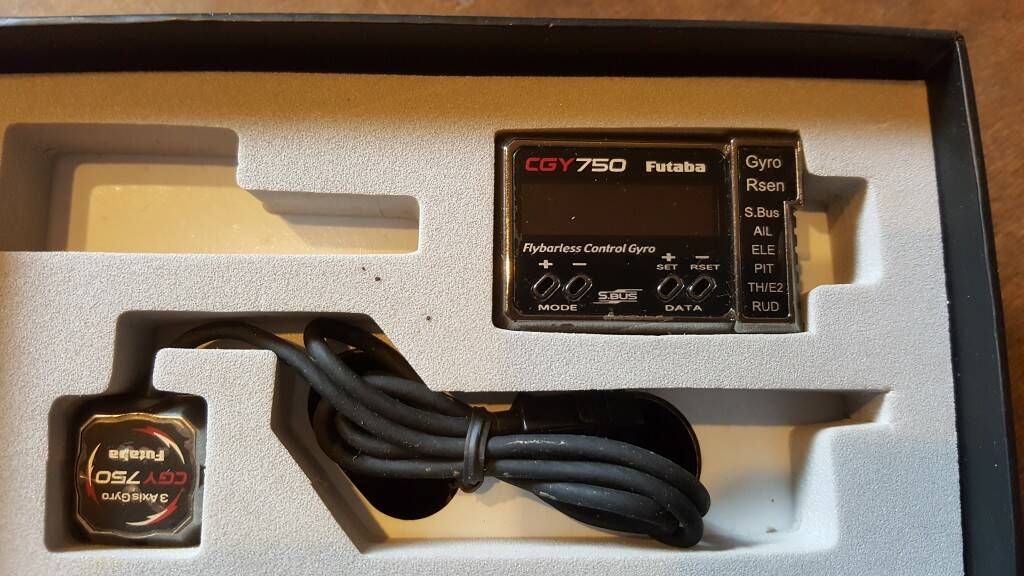 CGY750 Futaba
Flybarless Control Gyro
+ - + -
SET RSET
MODE S.BUS DATA
Gyro
Rsen
S.Bus
AIL
ELE
PIT
TH/E2
RUD
3 Axis Gyro
CGY750
Futaba